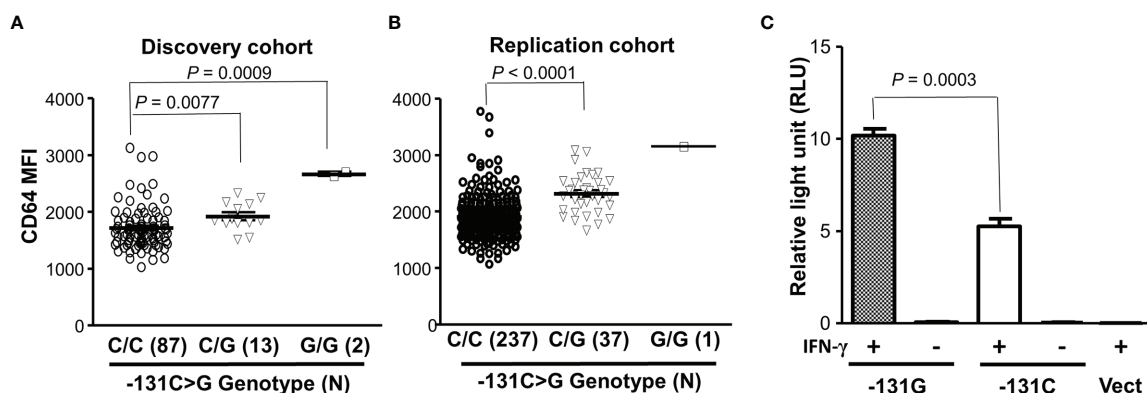 A
Discovery cohort
P = 0.0009
P = 0.0077
CD64 MFI
4000
3000
2000
1000
0
C/C (87) C/G (13) G/G (2)
-131C>G Genotype (N)
B
Replication cohort
P < 0.0001
4000
3000
2000
1000
0
C/C (237) C/G (37) G/G (1)
-131C>G Genotype (N)
C
Relative light unit (RLU)
15
10
5
0
P = 0.0003
IFN-γ + - + - +
-131G -131C Vect